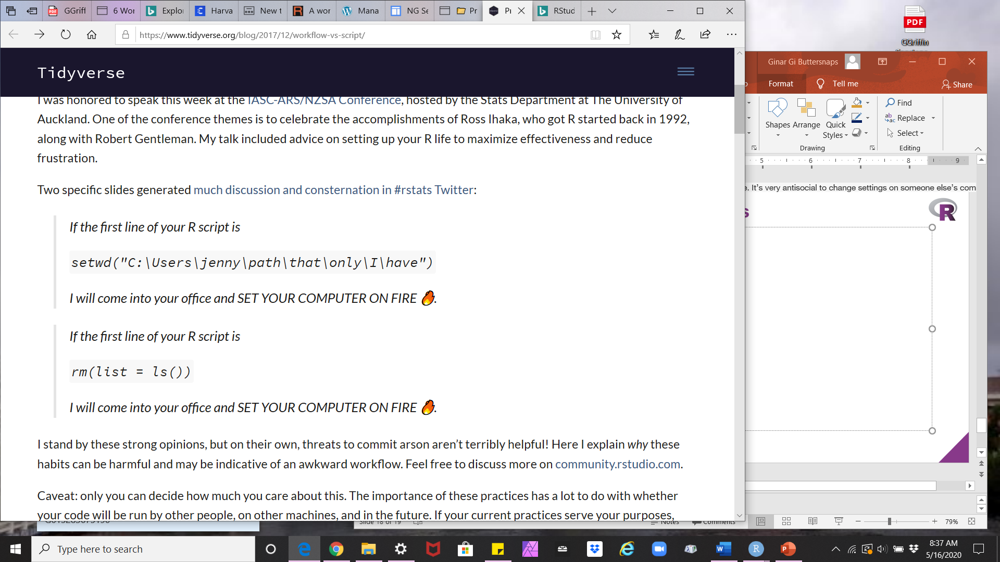 GGriff
6 Wor
Explo
Harva
New t
A wor
Mana
NG Se
Pr
Pr
RStud
https://www.tidyverse.org/blog/2017/12/workflow-vs-script/
Tidyverse
I was honored to speak this week at the IASC-ARS/NZSA Conference, hosted by the Stats Department at The University of
Auckland. One of the conference themes is to celebrate the accomplishments of Ross Ihaka, who got R started back in 1992,
along with Robert Gentleman. My talk included advice on setting up your R life to maximize effectiveness and reduce
frustration.
Two specific slides generated much discussion and consternation in #rstats Twitter:
If the first line of your R script is
setwd("C:\Users\jenny\path\that\only\I\have")
I will come into your office and SET YOUR COMPUTER ON FIRE 🔥.
If the first line of your R script is
rm(list = ls())
I will come into your office and SET YOUR COMPUTER ON FIRE 🔥.
I stand by these strong opinions, but on their own, threats to commit arson aren't terribly helpful! Here I explain why these
habits can be harmful and may be indicative of an awkward workflow. Feel free to discuss more on community.rstudio.com.
Caveat: only you can decide how much you care about this. The importance of these practices has a lot to do with whether
your code will be run by other people, on other machines, and in the future. If your current practices serve your purposes,
PDF
GGriffin
Ginar Gi Buttersnaps
Format
Tell me
Share
Shapes
Arrange
Quick
Styles
Find
Replace
Select
Drawing
Editing
5 6 7 8 9
e. It's very antisocial to change settings on someone else's com
s
R
Slide 18 of 19
Notes
Comments
79%
Type here to search
8:37 AM
5/16/2020